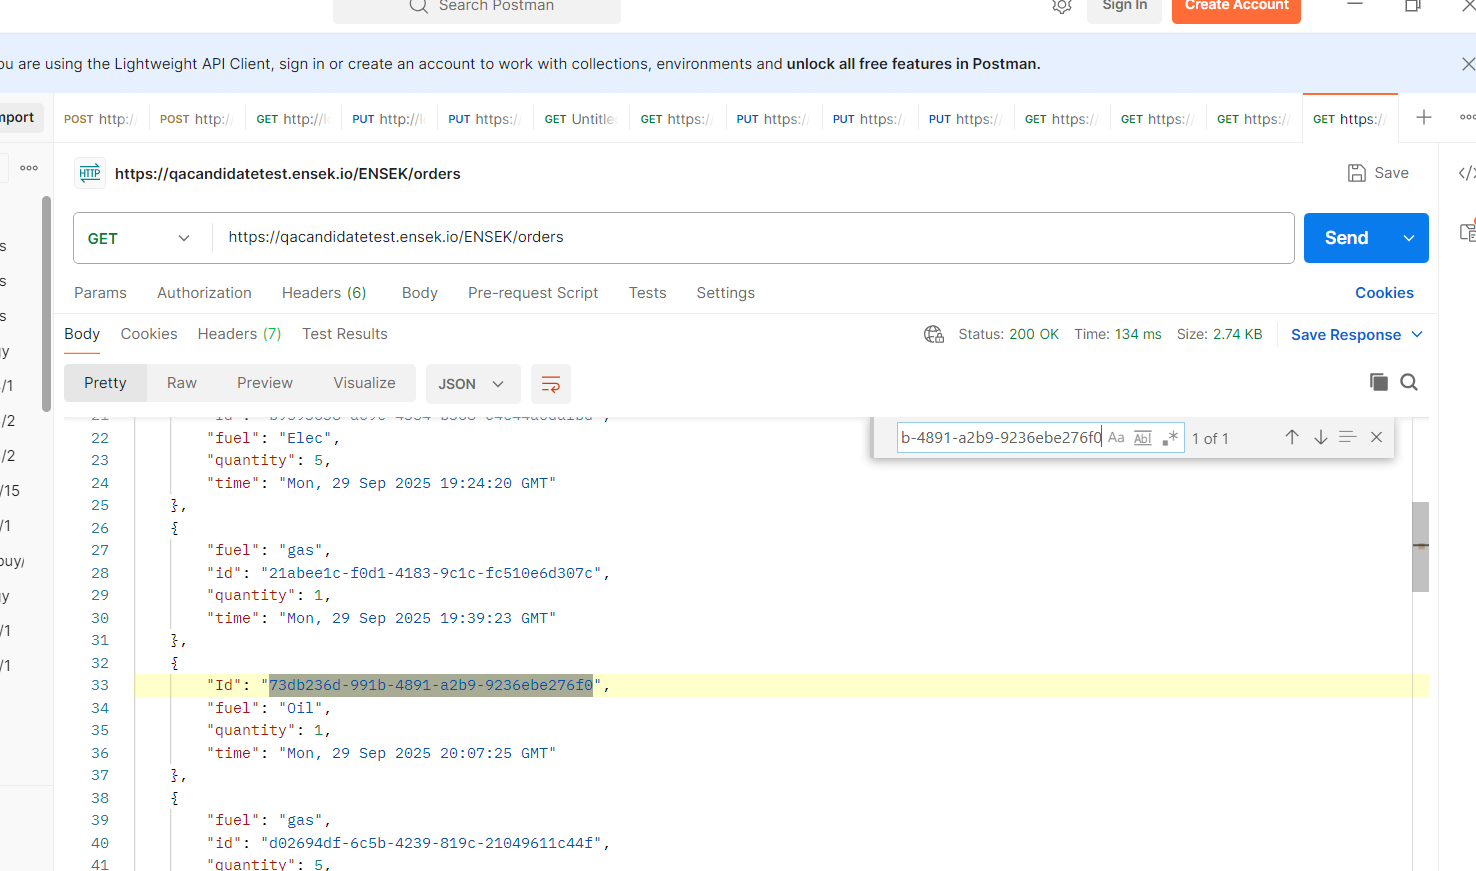 Search Postman
Sign In
Create Account
ou are using the Lightweight API Client, sign in or create an account to work with collections, environments and unlock all free features in Postman.
mport
POST http:/
POST http:/
GET http://l
PUT http://l
PUT https:/
GET Untitle
GET https:/
PUT https:/
PUT https:/
PUT https:/
GET https:/
GET https:/
GET https:/
GET https:/
HTTP
https://qacandidatetest.ensek.io/ENSEK/orders
Save
GET
https://qacandidatetest.ensek.io/ENSEK/orders
Send
Params Authorization Headers (6) Body Pre-request Script Tests Settings
Cookies
Body Cookies Headers (7) Test Results
Status: 200 OK Time: 134 ms Size: 2.74 KB
Save Response
Pretty Raw Preview Visualize
JSON
b-4891-a2b9-9236ebe276f0
Aa
Abl
.*
1 of 1
22 "fuel": "Elec",
23 "quantity": 5,
24 "time": "Mon, 29 Sep 2025 19:24:20 GMT"
25 },
26 {
27 "fuel": "gas",
28 "id": "21abee1c-f0d1-4183-9c1c-fc510e6d307c",
29 "quantity": 1,
30 "time": "Mon, 29 Sep 2025 19:39:23 GMT"
31 },
32 {
33 "Id": "73db236d-991b-4891-a2b9-9236ebe276f0",
34 "fuel": "Oil",
35 "quantity": 1,
36 "time": "Mon, 29 Sep 2025 20:07:25 GMT"
37 },
38 {
39 "fuel": "gas",
40 "id": "d02694df-6c5b-4239-819c-21049611c44f",
41 "quantity": 5,
s
s
s
gy
/1
/2
/2
/15
/1
buy/
gy
/1
/1